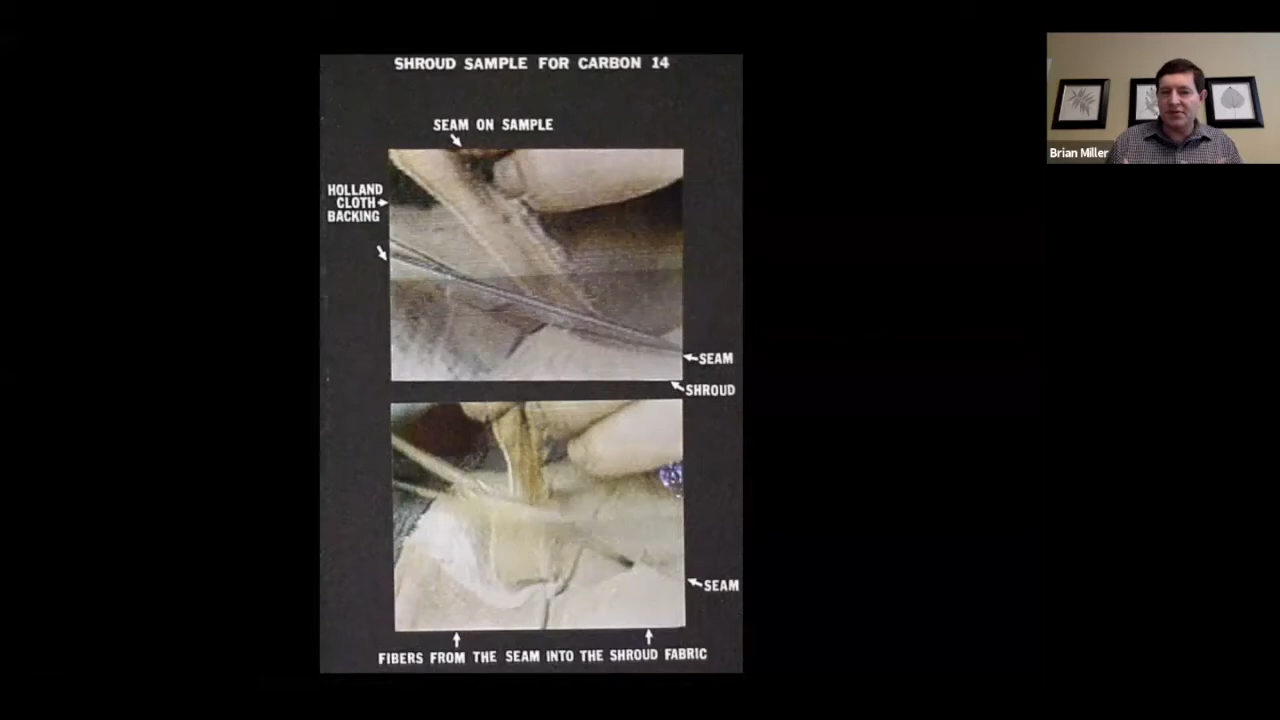 SHROUD SAMPLE FOR CARBON 14
SEAM ON SAMPLE
HOLLAND
CLOTH
BACKING
SEAM
SHROUD
SEAM
FIBERS FROM THE SEAM INTO THE SHROUD FABRIC
Brian Miller